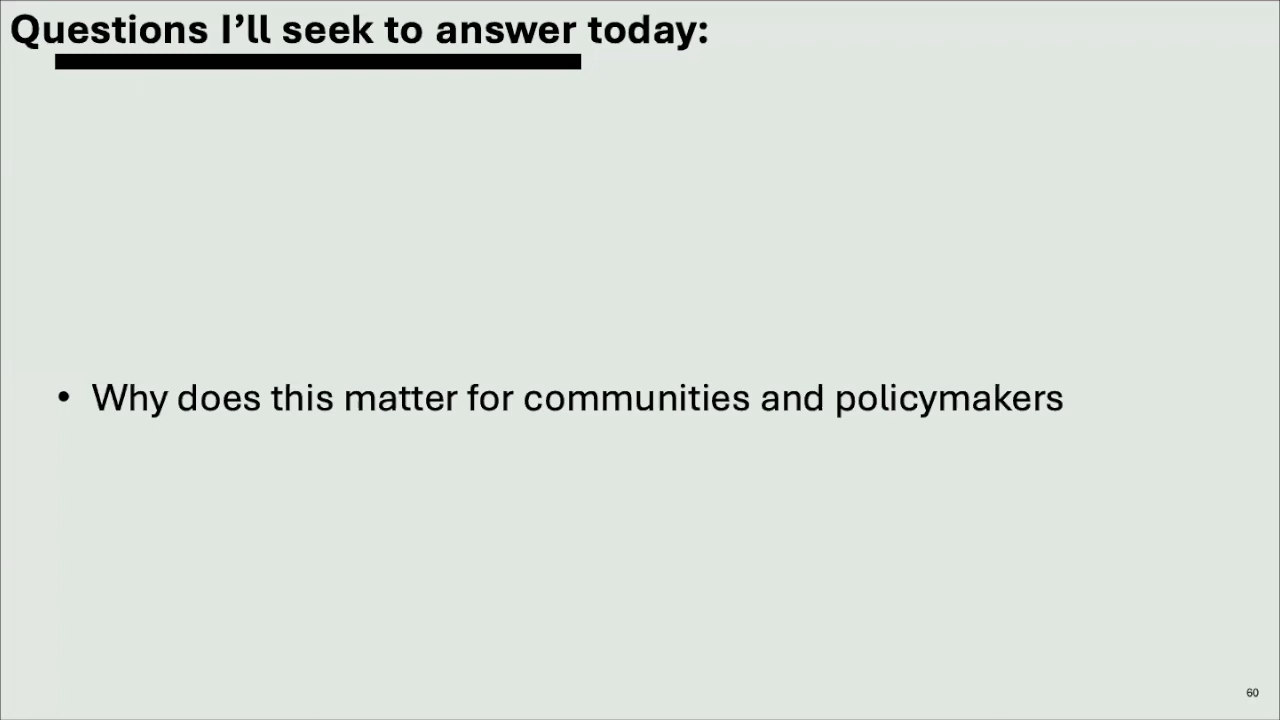 Questions I’ll seek to answer today:
• Why does this matter for communities and policymakers
60